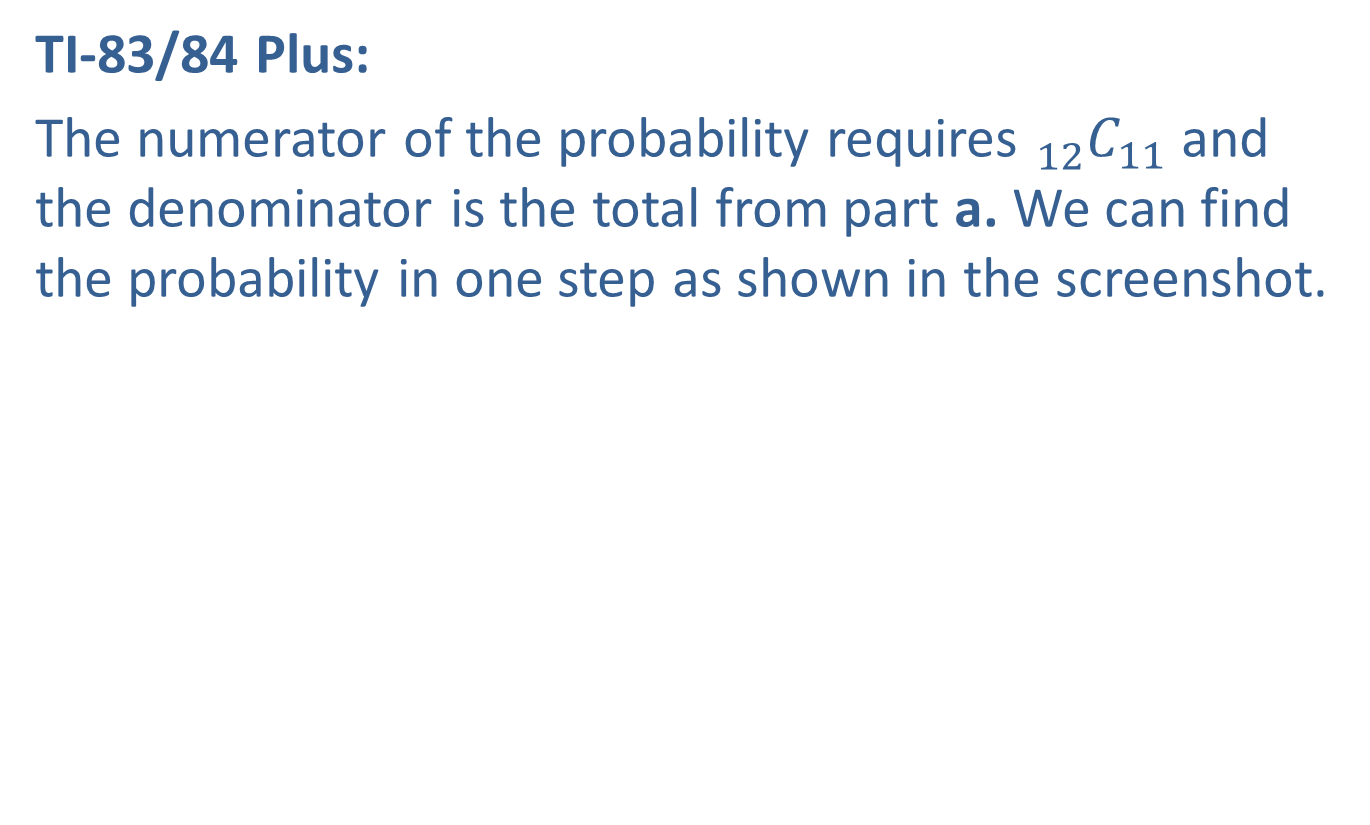 TI-83/84 Plus:
The numerator of the probability requires ₁₂C₁₁ and
the denominator is the total from part a. We can find
the probability in one step as shown in the screenshot.